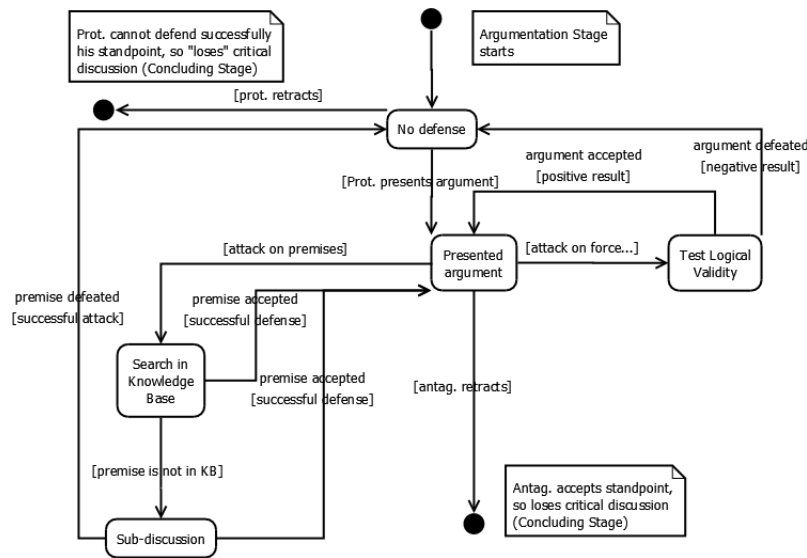 Prot. cannot defend successfully
his standpoint, so "loses" critical
discussion (Concluding Stage)
Argumentation Stage
starts
[prot. retracts]
No defense
argument defeated
[negative result]
argument accepted
[positive result]
[Prot. presents argument]
[attack on premises]
Presented
argument
[attack on force...]
Test Logical
Validity
premise defeated
[successful attack]
premise accepted
[successful defense]
Search in
Knowledge
Base
premise accepted
[successful defense]
[antag. retracts]
[premise is not in KB]
Antag. accepts standpoint,
so loses critical discussion
(Concluding Stage)
Sub-discussion